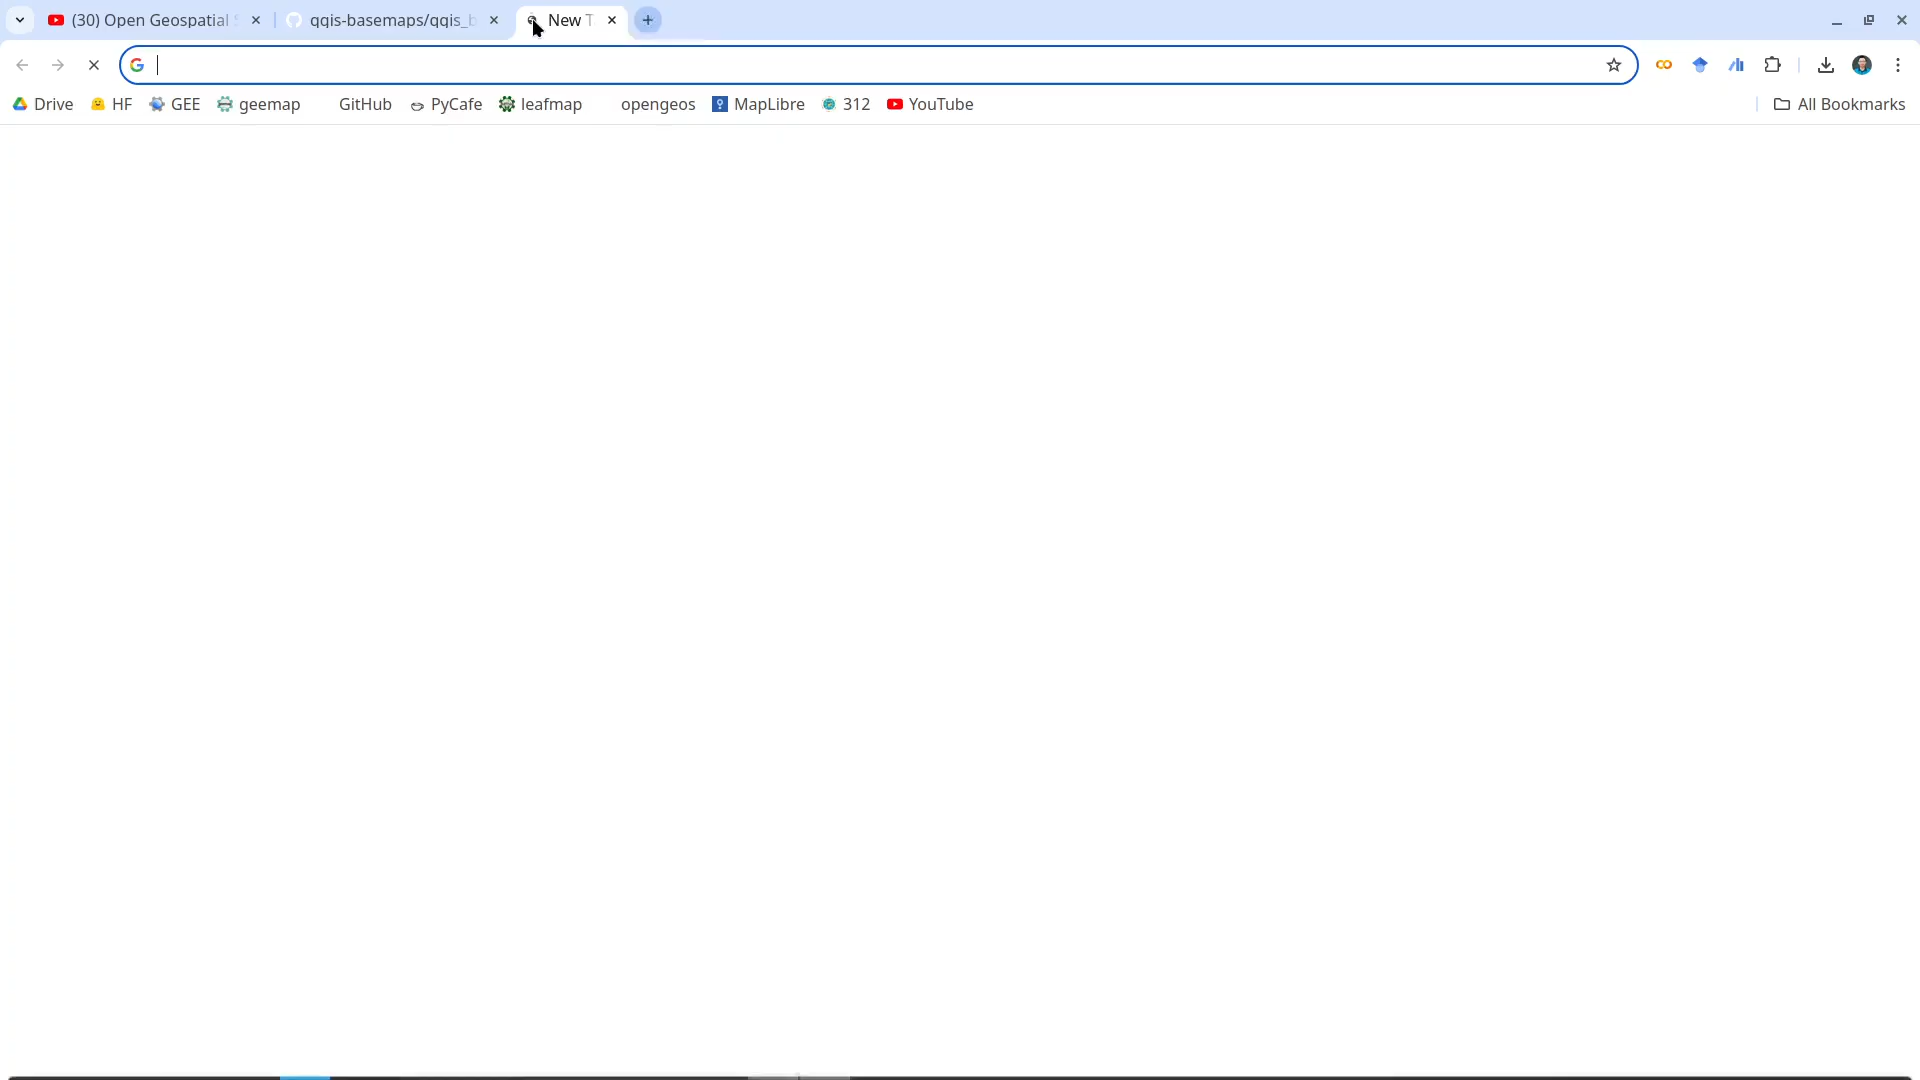 (30) Open Geospatial
qgis-basemaps/qgis_b
New T
Drive
HF
GEE
geemap
GitHub
PyCafe
leafmap
opengeos
MapLibre
312
YouTube
All Bookmarks